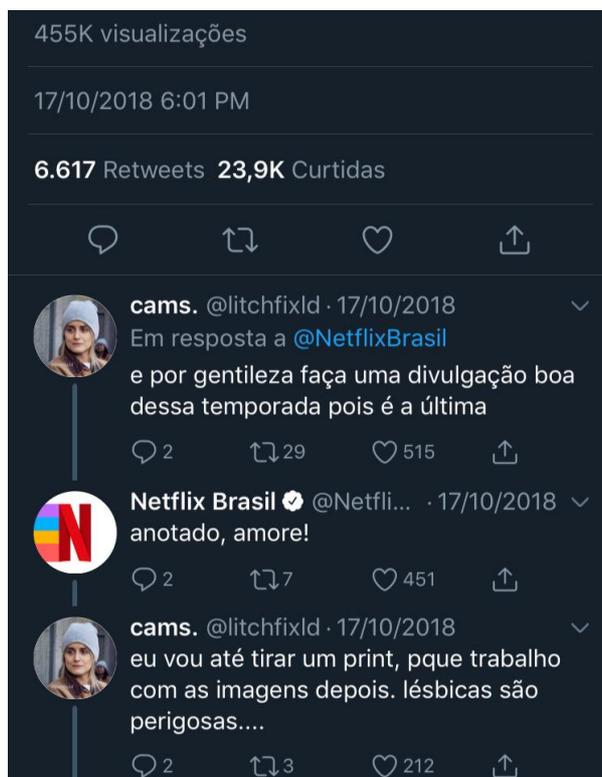 455K visualizações
17/10/2018 6:01 PM
6.617 Retweets 23,9K Curtidas
cams. @litchfixld · 17/10/2018
Em resposta a @NetflixBrasil
e por gentileza faça uma divulgação boa
dessa temporada pois é a última
2 29 515
Netflix Brasil @Netfli... · 17/10/2018
anotado, amore!
2 7 451
cams. @litchfixld · 17/10/2018
eu vou até tirar um print, pque trabalho
com as imagens depois. lésbicas são
perigosas....
2 3 212